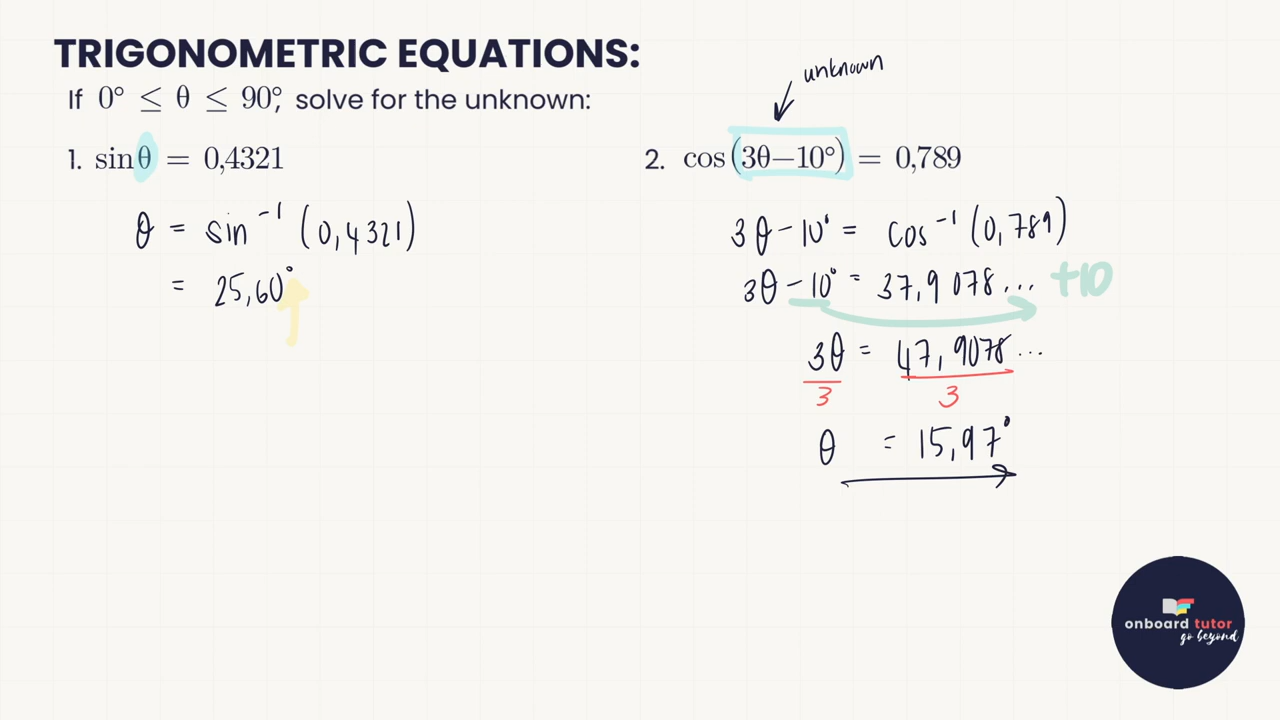 TRIGONOMETRIC EQUATIONS:
If 0° ≤ θ ≤ 90°, solve for the unknown:
1. sinθ = 0,4321
θ = sin⁻¹ (0,4321)
= 25,60°
unknown
2. cos(3θ−10°) = 0,789
3θ − 10° = cos⁻¹ (0,789)
3θ − 10° = 37,9078... +10
3θ = 47,9078...
3 3
θ = 15,97°
onboard tutor
go beyond